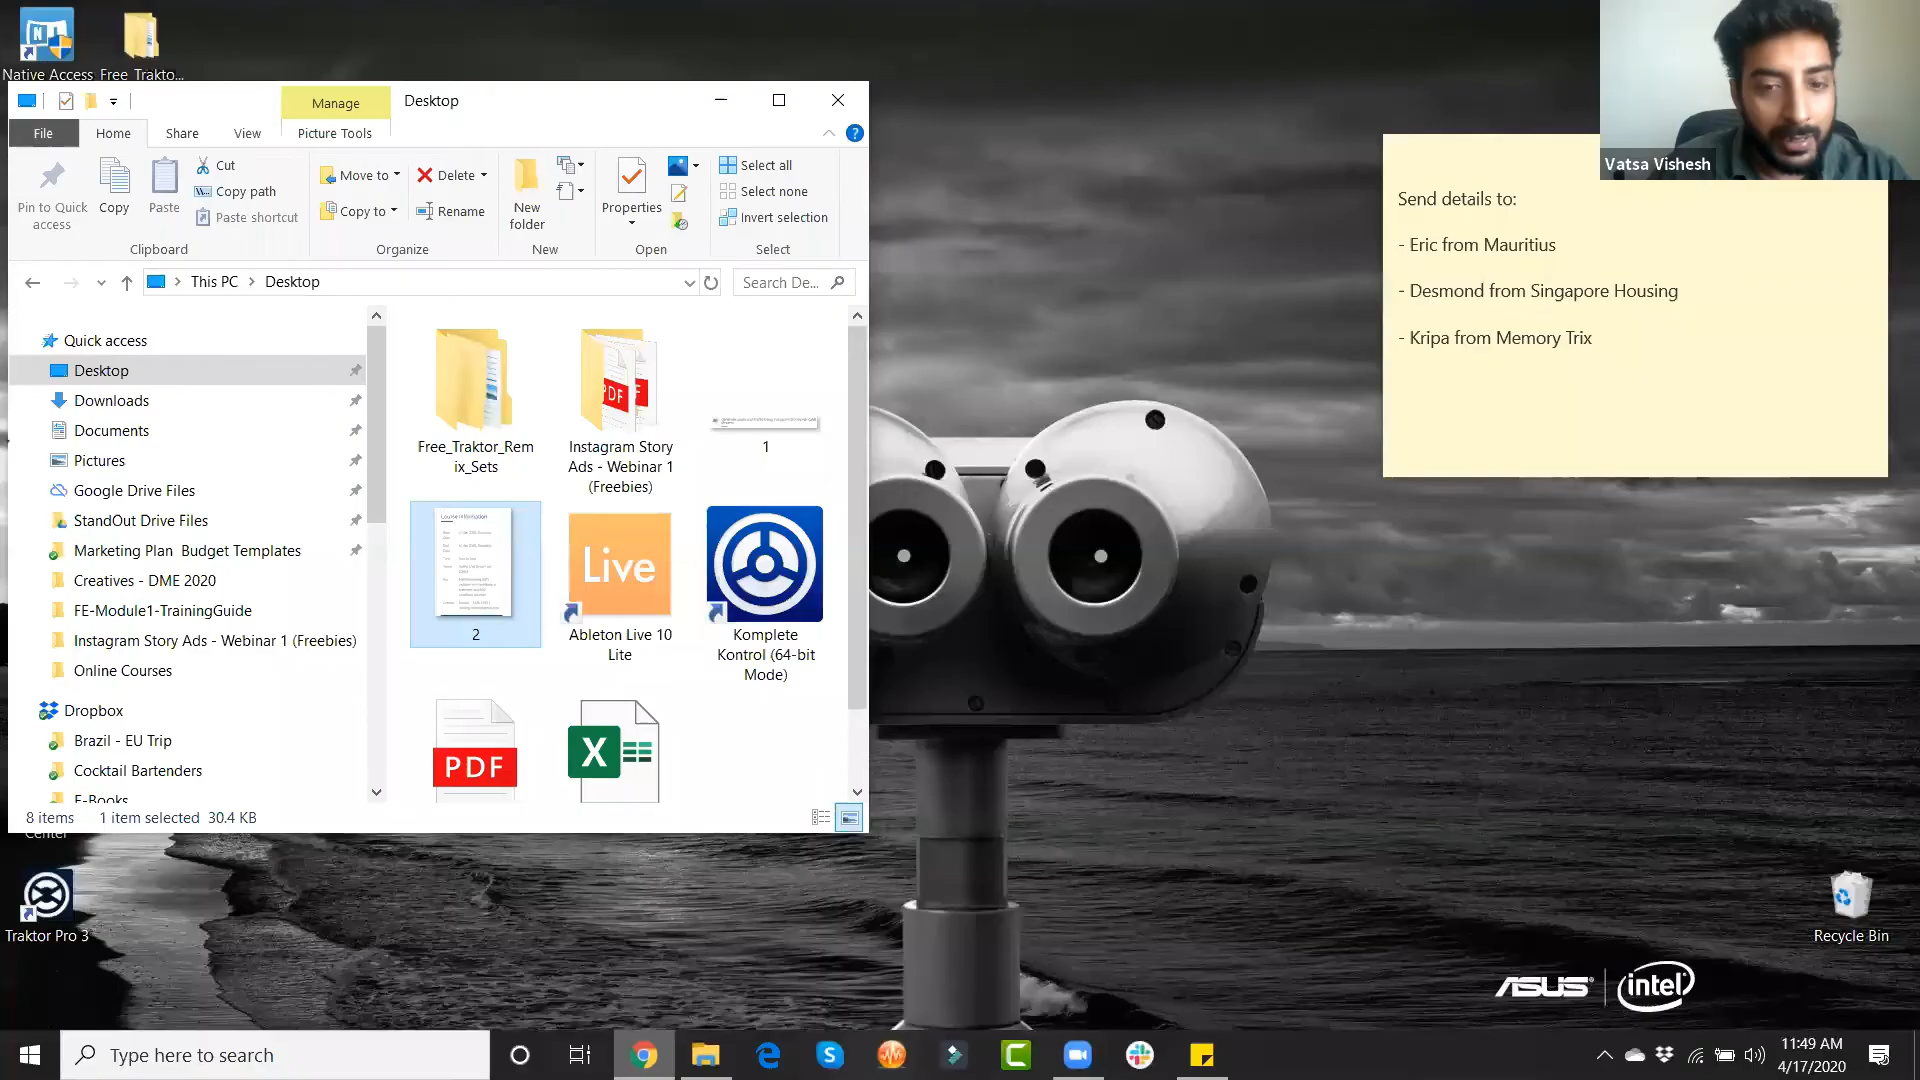 Native Access
Free_Trakto...
Manage
Desktop
File
Home
Share
View
Picture Tools
Pin to Quick
access
Copy
Paste
Cut
Copy path
Paste shortcut
Clipboard
Move to
Copy to
Delete
Rename
Organize
New
folder
New
Properties
Open
Select all
Select none
Invert selection
Select
This PC
Desktop
Search De...
Quick access
Desktop
Downloads
Documents
Pictures
Google Drive Files
StandOut Drive Files
Marketing Plan Budget Templates
Creatives - DME 2020
FE-Module1-TrainingGuide
Instagram Story Ads - Webinar 1 (Freebies)
Online Courses
Dropbox
Brazil - EU Trip
Cocktail Bartenders
E-Books
Free_Traktor_Rem
ix_Sets
PDF
Instagram Story
Ads - Webinar 1
(Freebies)
1
Course Information
2
Live
Ableton Live 10
Lite
Komplete
Kontrol (64-bit
Mode)
PDF
X
8 items
1 item selected 30.4 KB
Center
Traktor Pro 3
Vatsa Vishesh
Send details to:
- Eric from Mauritius
- Desmond from Singapore Housing
- Kripa from Memory Trix
Recycle Bin
ASUS
intel
Type here to search
11:49 AM
4/17/2020